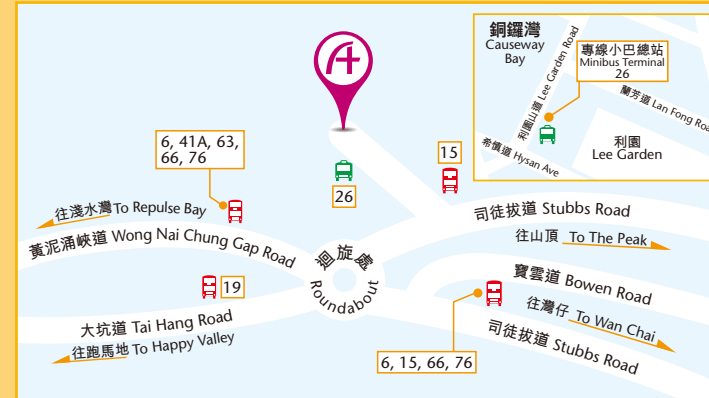 銅鑼灣
Causeway
Bay
利園山道 Lee Garden Road
專線小巴總站
Minibus Terminal
26
蘭芳道 Lan Fong Road
希慎道 Hysan Ave
利園
Lee Garden
6, 41A, 63,
66, 76
15
26
往淺水灣 To Repulse Bay
黃泥涌峽道 Wong Nai Chung Gap Road
司徒拔道 Stubbs Road
往山頂 To The Peak
迴旋處
Roundabout
寶雲道 Bowen Road
19
大坑道 Tai Hang Road
往跑馬地 To Happy Valley
往灣仔 To Wan Chai
司徒拔道 Stubbs Road
6, 15, 66, 76